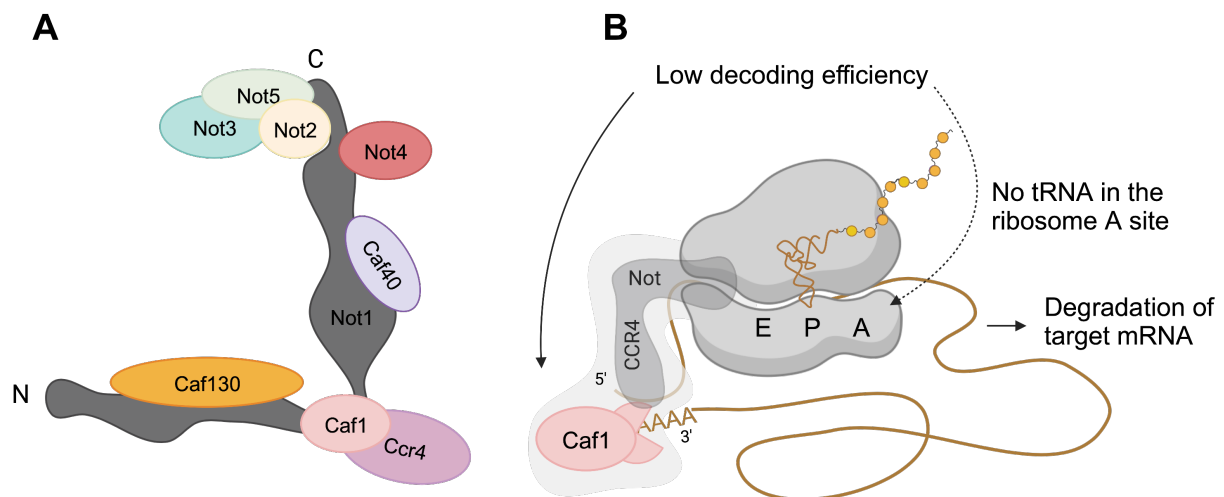 A
C
Not5
Not3
Not2
Not4
Caf40
Not1
N
Caf130
Caf1
Ccr4
B
Low decoding efficiency
No tRNA in the
ribosome A site
Not
CCR4
E P A
Degradation of
target mRNA
5'
Caf1
AAAA
3'